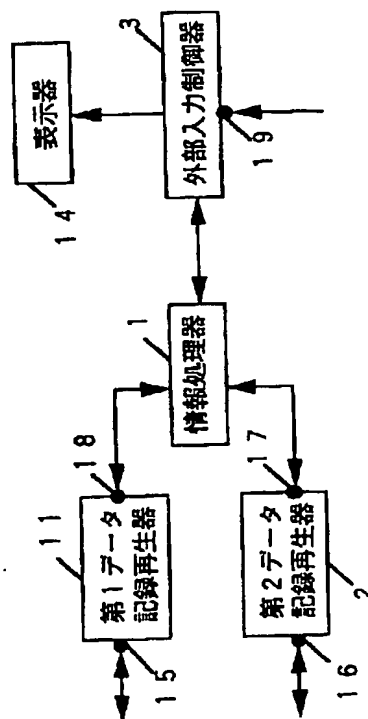 3
表示器
外部入力制御器
14
19
1
情報処理器
11
18
第1データ
記録再生器
15
17
第2データ
記録再生器
2
16